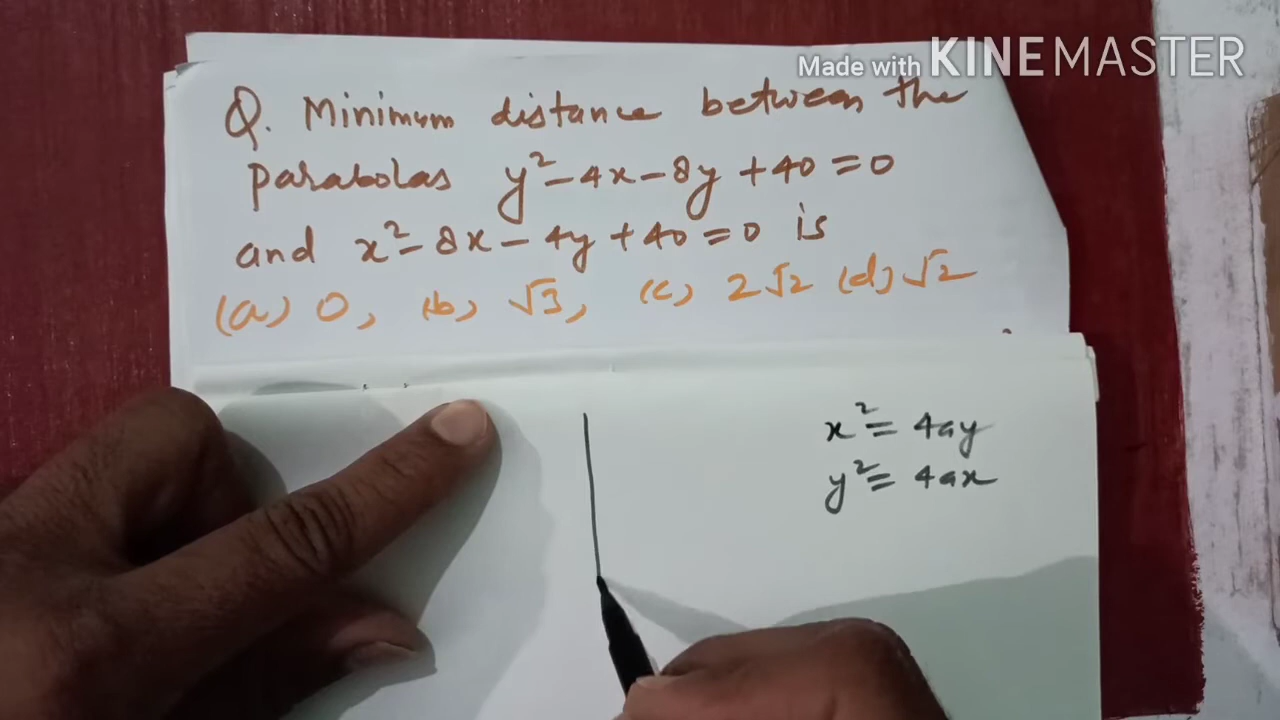 Made with KINEMASTER
Q. Minimum distance between the
parabolas y²-4x-8y+40=0
and x²-8x-4y+40=0 is
(a) 0, (b) √3, (c) 2√2 (d) √2
x²=4ay
y²=4ax